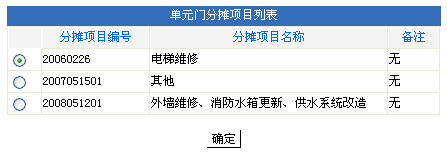 单元门分摊项目列表
分摊项目编号 分摊项目名称 备注
20060226 电梯维修 无
2007051501 其他 无
2008051201 外墙维修、消防水箱更新、供水系统改造 无
确定